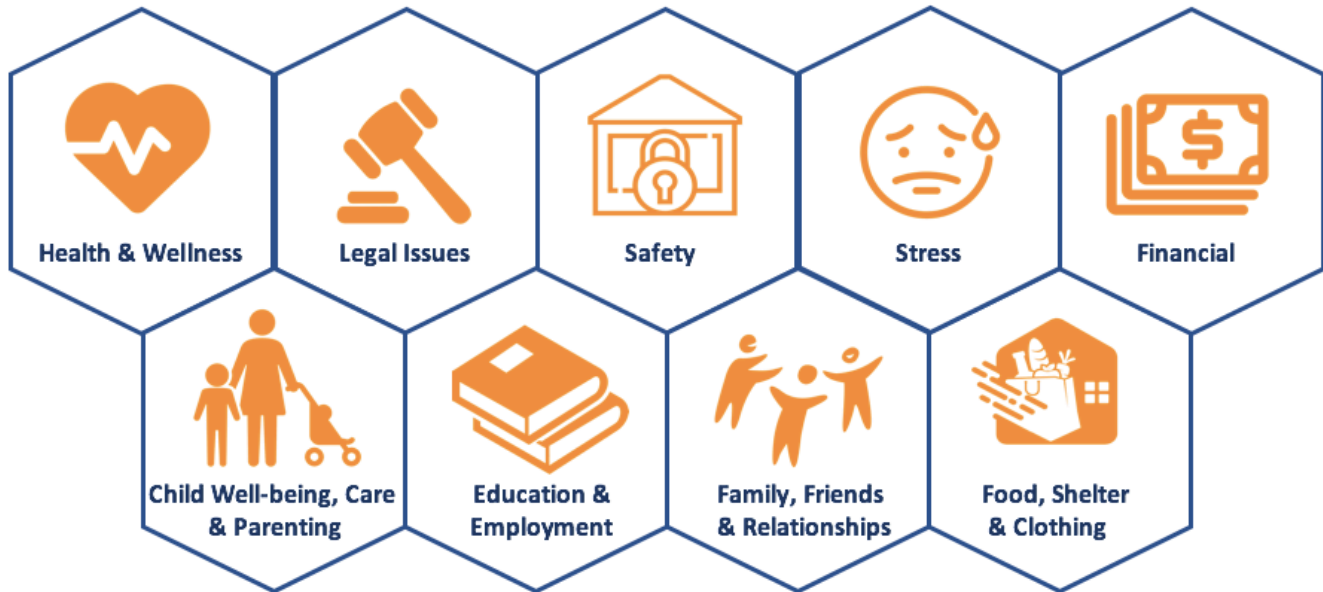 Health & Wellness
Legal Issues
Safety
Stress
$
Financial
Child Well-being, Care
& Parenting
Education &
Employment
Family, Friends
& Relationships
Food, Shelter
& Clothing